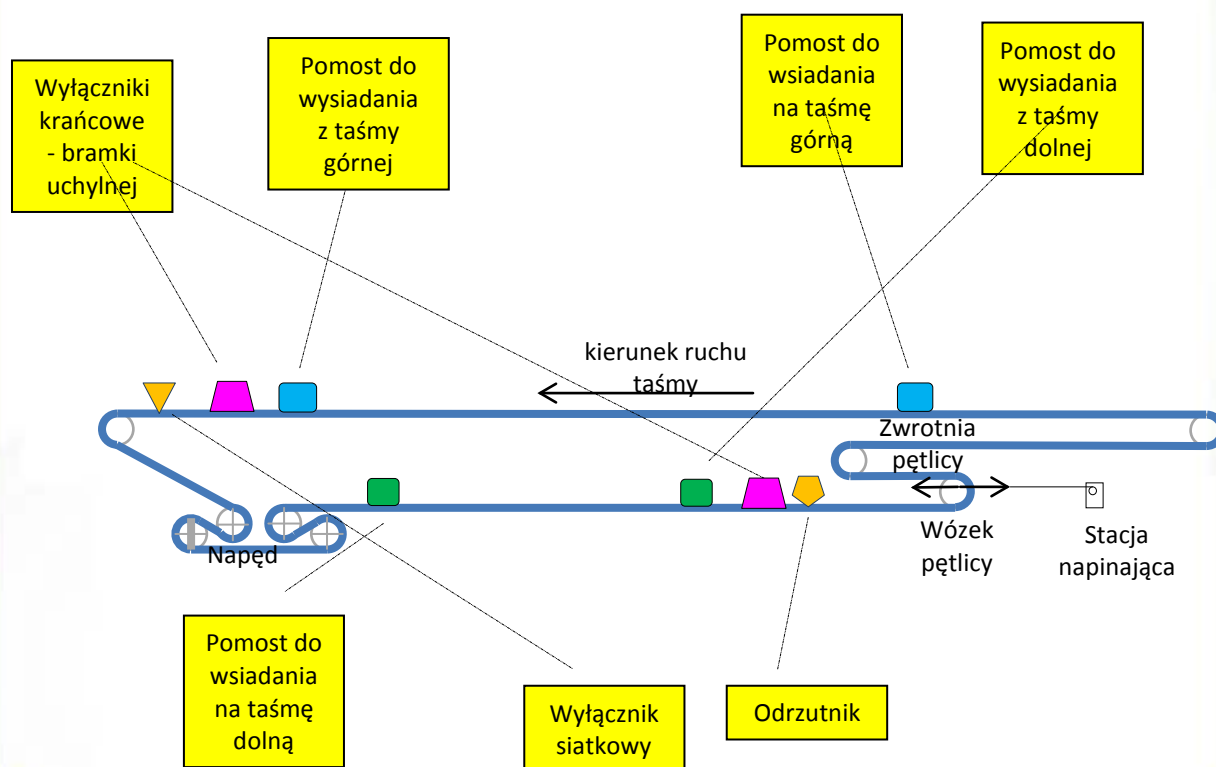 Wyłączniki
krańcowe
- bramki
uchylnej
Pomost do
wysiadania
z taśmy
górnej
Pomost do
wsiadania
na taśmę
górną
Pomost do
wysiadania
z taśmy
dolnej
kierunek ruchu
taśmy
Zwrotnia
pętlicy
Napęd
Wózek
pętlicy
Stacja
napinająca
Pomost do
wsiadania
na taśmę
dolną
Wyłącznik
siatkowy
Odrzutnik